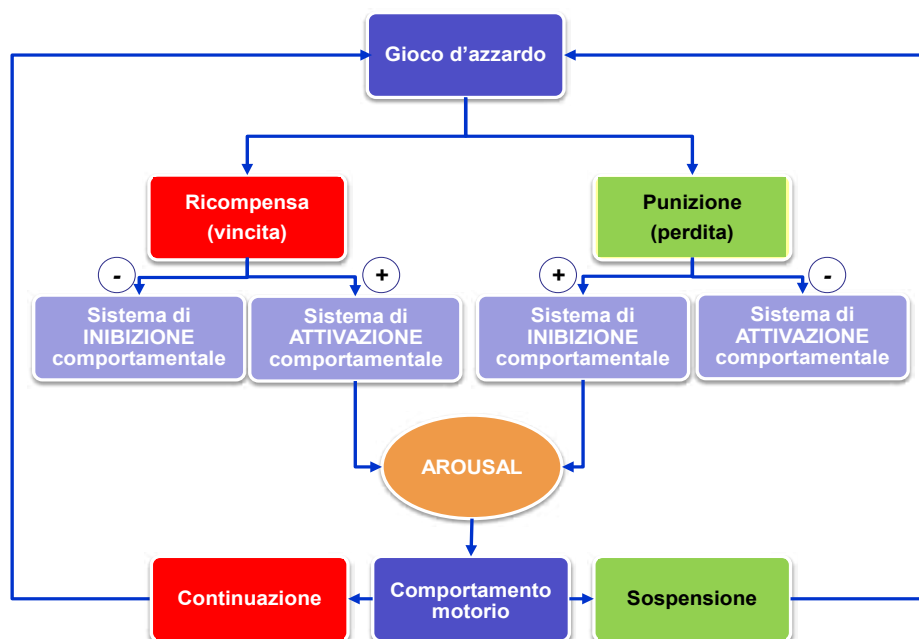 Gioco d’azzardo
Ricompensa
(vincita)
Punizione
(perdita)
-
+
+
-
Sistema di
INIBIZIONE
comportamentale
Sistema di
ATTIVAZIONE
comportamentale
Sistema di
INIBIZIONE
comportamentale
Sistema di
ATTIVAZIONE
comportamentale
AROUSAL
Continuazione
Comportamento
motorio
Sospensione